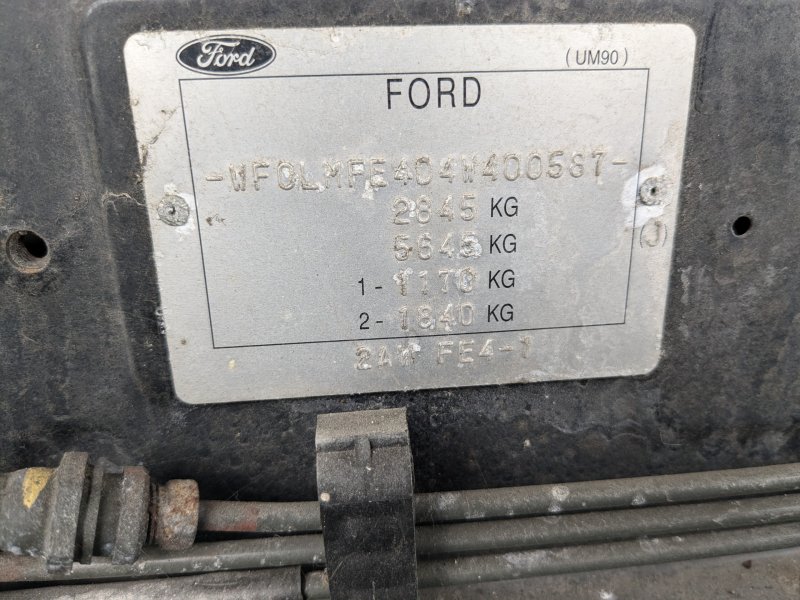 Ford
(UM90)
FORD
-WF0LMFE404W400587-
2845 KG
5645 KG
1- 1170 KG
2- 1840 KG
2AW FE4-1
(J)